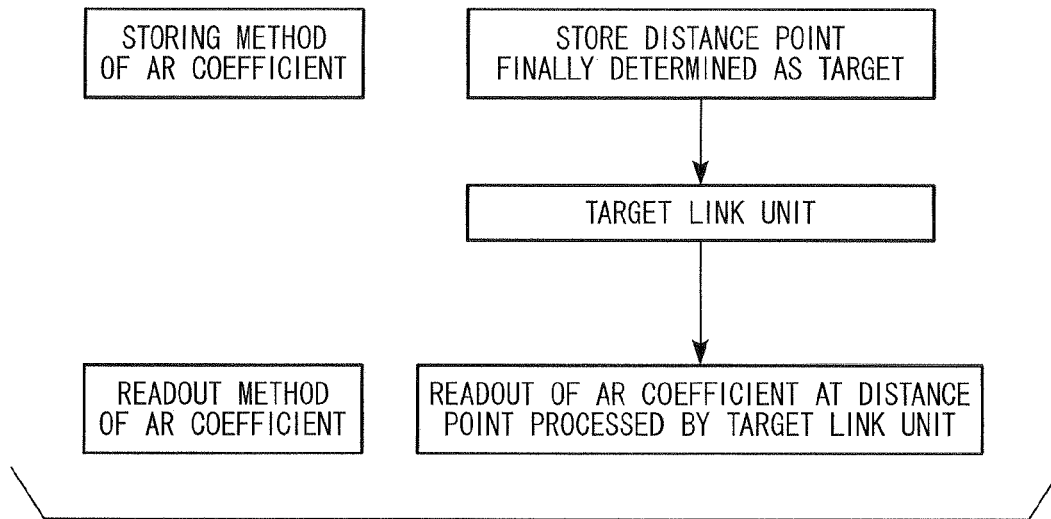 STORING METHOD
OF AR COEFFICIENT
STORE DISTANCE POINT
FINALLY DETERMINED AS TARGET
TARGET LINK UNIT
READOUT METHOD
OF AR COEFFICIENT
READOUT OF AR COEFFICIENT AT DISTANCE
POINT PROCESSED BY TARGET LINK UNIT